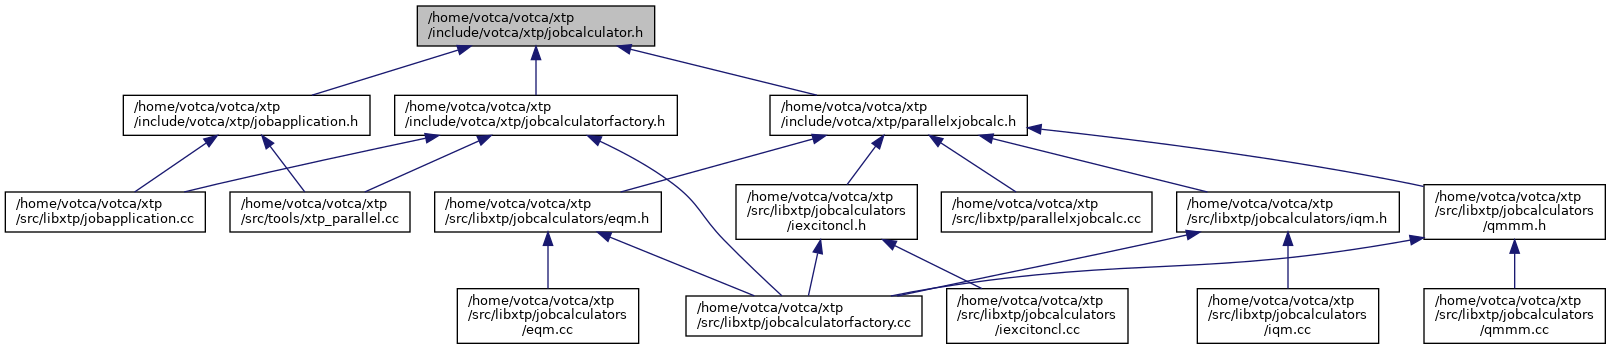 /home/votca/votca/xtp
/include/votca/xtp/jobcalculator.h
/home/votca/votca/xtp
/include/votca/xtp/jobapplication.h
/home/votca/votca/xtp
/include/votca/xtp/jobcalculatorfactory.h
/home/votca/votca/xtp
/include/votca/xtp/parallelxjobcalc.h
/home/votca/votca/xtp
/src/libxtp/jobapplication.cc
/home/votca/votca/xtp
/src/tools/xtp_parallel.cc
/home/votca/votca/xtp
/src/libxtp/jobcalculators/eqm.h
/home/votca/votca/xtp
/src/libxtp/jobcalculators
/iexcitoncl.h
/home/votca/votca/xtp
/src/libxtp/parallelxjobcalc.cc
/home/votca/votca/xtp
/src/libxtp/jobcalculators/iqm.h
/home/votca/votca/xtp
/src/libxtp/jobcalculators
/qmmm.h
/home/votca/votca/xtp
/src/libxtp/jobcalculators
/eqm.cc
/home/votca/votca/xtp
/src/libxtp/jobcalculatorfactory.cc
/home/votca/votca/xtp
/src/libxtp/jobcalculators
/iexcitoncl.cc
/home/votca/votca/xtp
/src/libxtp/jobcalculators
/iqm.cc
/home/votca/votca/xtp
/src/libxtp/jobcalculators
/qmmm.cc